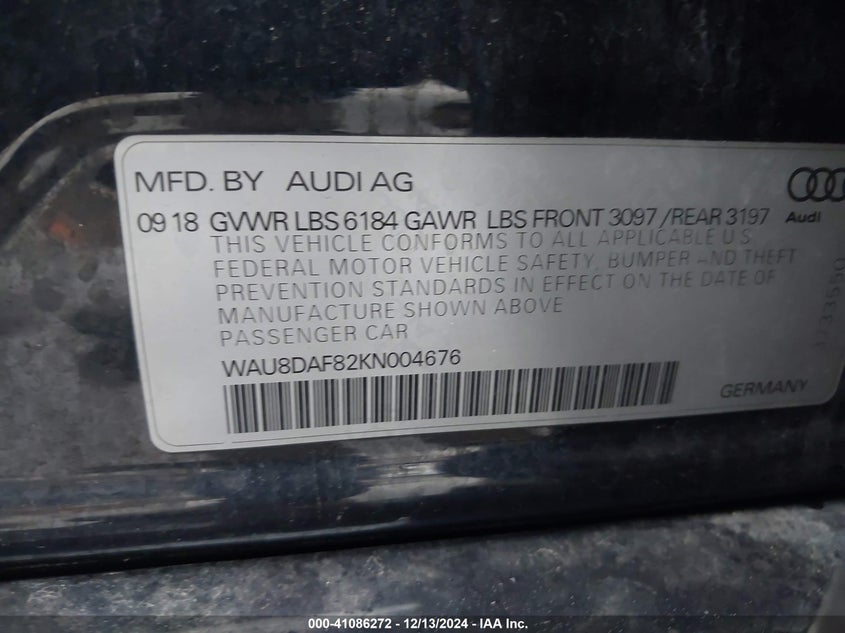 MFD. BY AUDI AG
Audi
09 18 GVWR LBS 6184 GAWR LBS FRONT 3097 /REAR 3197
THIS VEHICLE CONFORMS TO ALL APPLICABLE U S
FEDERAL MOTOR VEHICLE SAFETY, BUMPER AND THEFT
PREVENTION STANDARDS IN EFFECT ON THE DATE OF
MANUFACTURE SHOWN ABOVE
PASSENGER CAR
WAU8DAF82KN004676
GERMANY
000-41086272 - 12/13/2024 - IAA Inc.